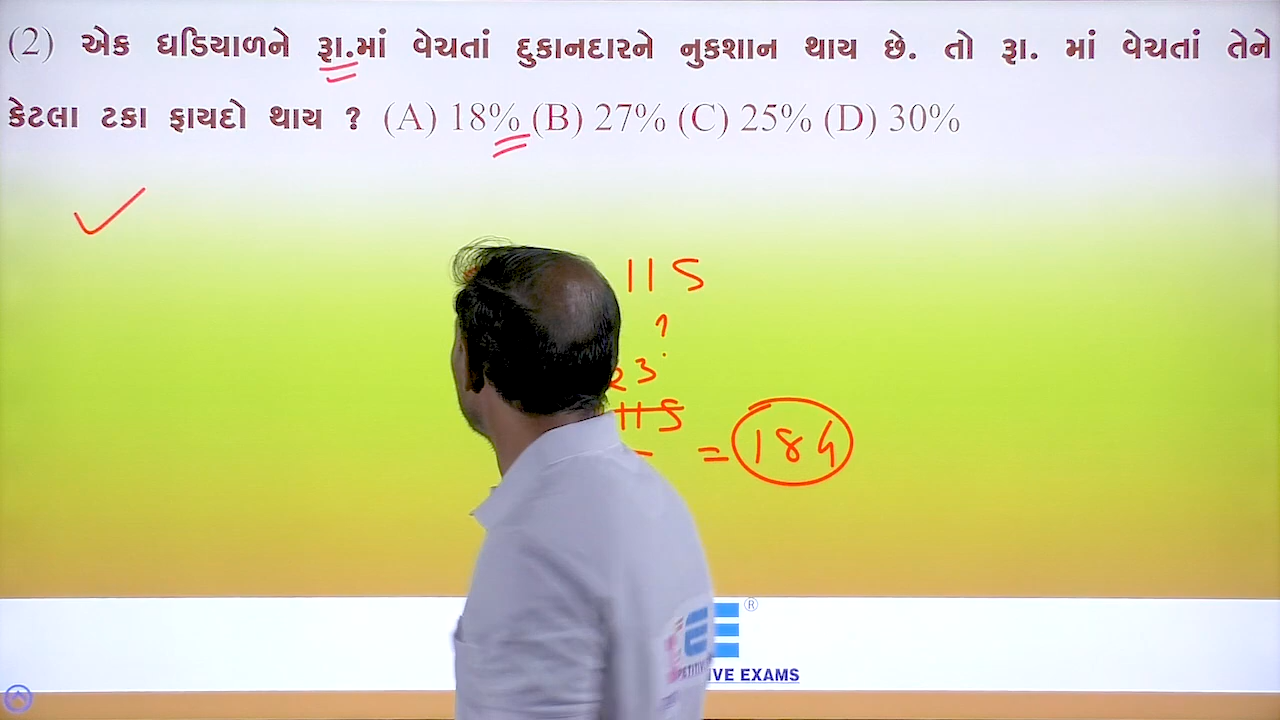 (2) એક ઘડિયાળને રૂા.માં વેચતાં દુકાનદારને નુકશાન થાય છે. તો રૂા. માં વેચતાં તેને
કેટલા ટકા ફાયદો થાય ? (A) 18% (B) 27% (C) 25% (D) 30%
115
?
23
115
= 184
E ®
E
IVE EXAMS